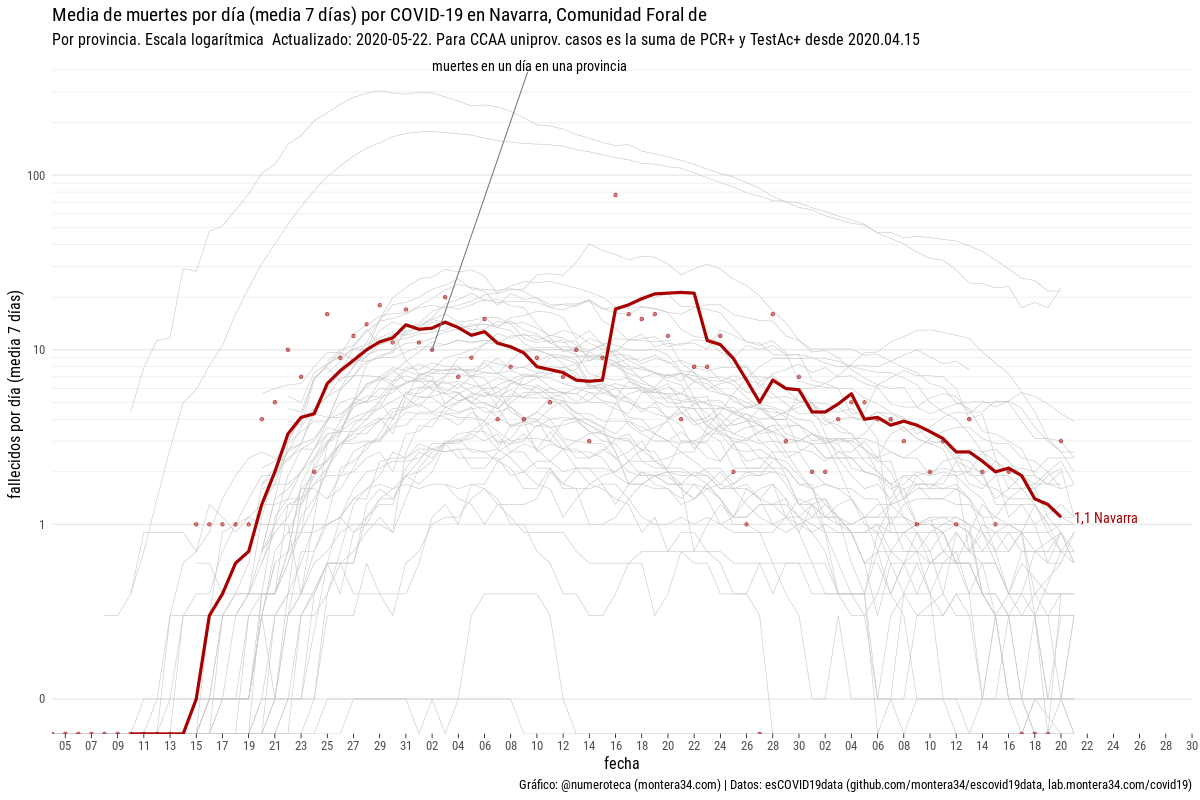 Media de muertes por día (media 7 días) por COVID-19 en Navarra, Comunidad Foral de
Por provincia. Escala logarítmica  Actualizado: 2020-05-22. Para CCAA uniprov. casos es la suma de PCR+ y TestAc+ desde 2020.04.15
muertes en un día en una provincia
fallecidos por día (media  7 días)
100
10
1
0
1,1 Navarra
05 07 09 11 13 15 17 19 21 23 25 27 29 31 02 04 06 08 10 12 14 16 18 20 22 24 26 28 30 02 04 06 08 10 12 14 16 18 20 22 24 26 28 30
fecha
Gráfico: @numeroteca (montera34.com) | Datos: esCOVID19data (github.com/montera34/escovid19data, lab.montera34.com/covid19)